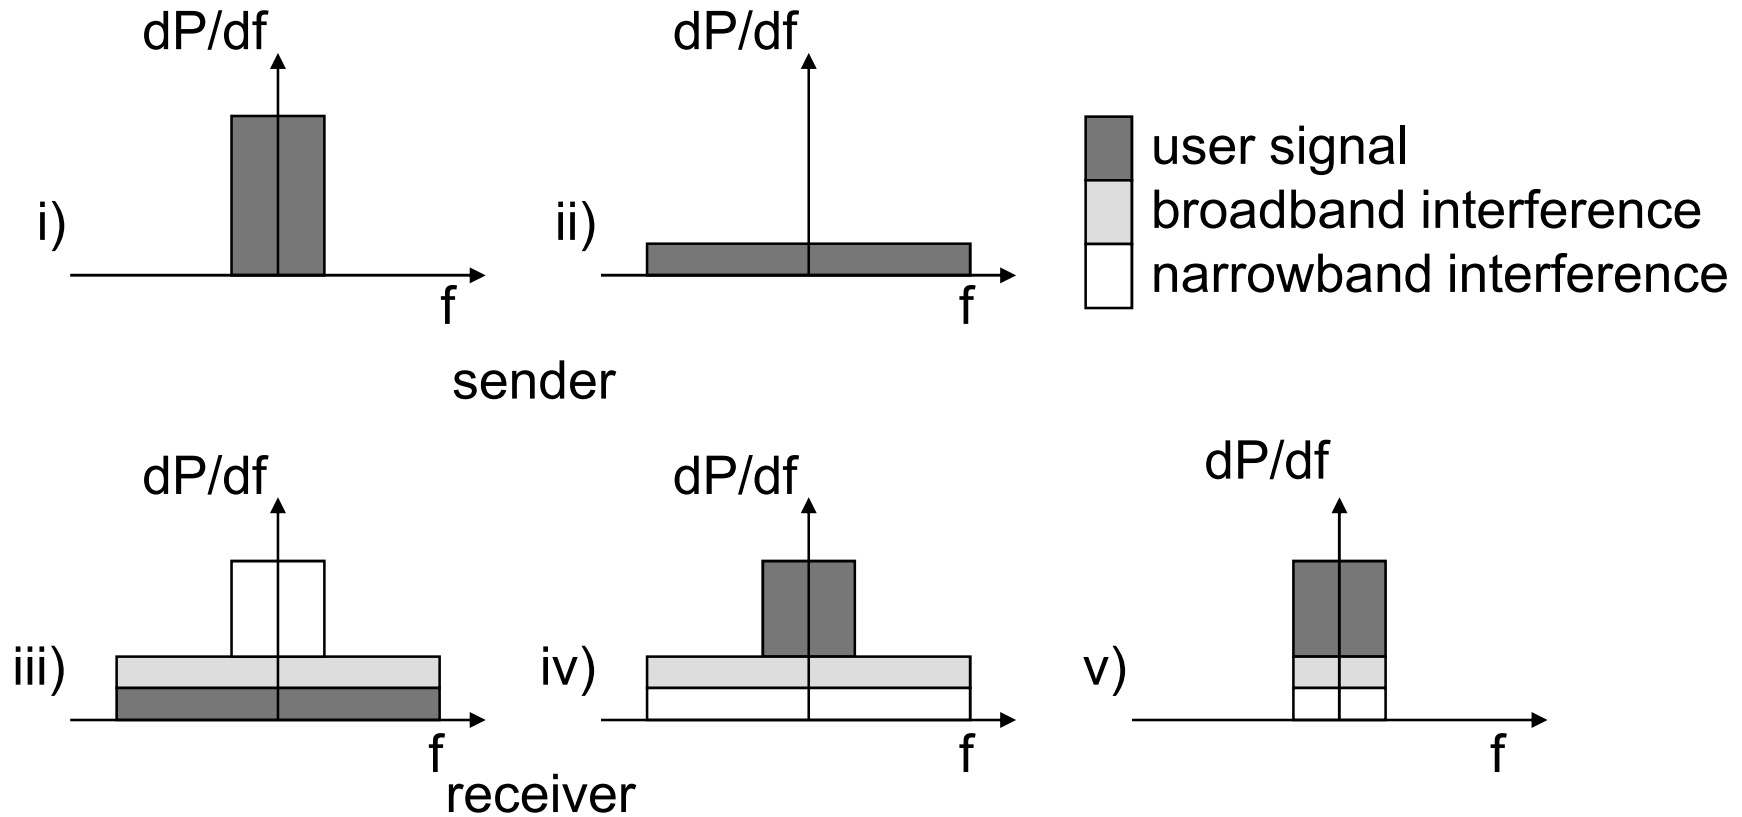 dP/df
dP/df
i)
ii)
user signal
broadband interference
narrowband interference
f
f
sender
dP/df
dP/df
dP/df
iii)
iv)
v)
f
f
f
receiver